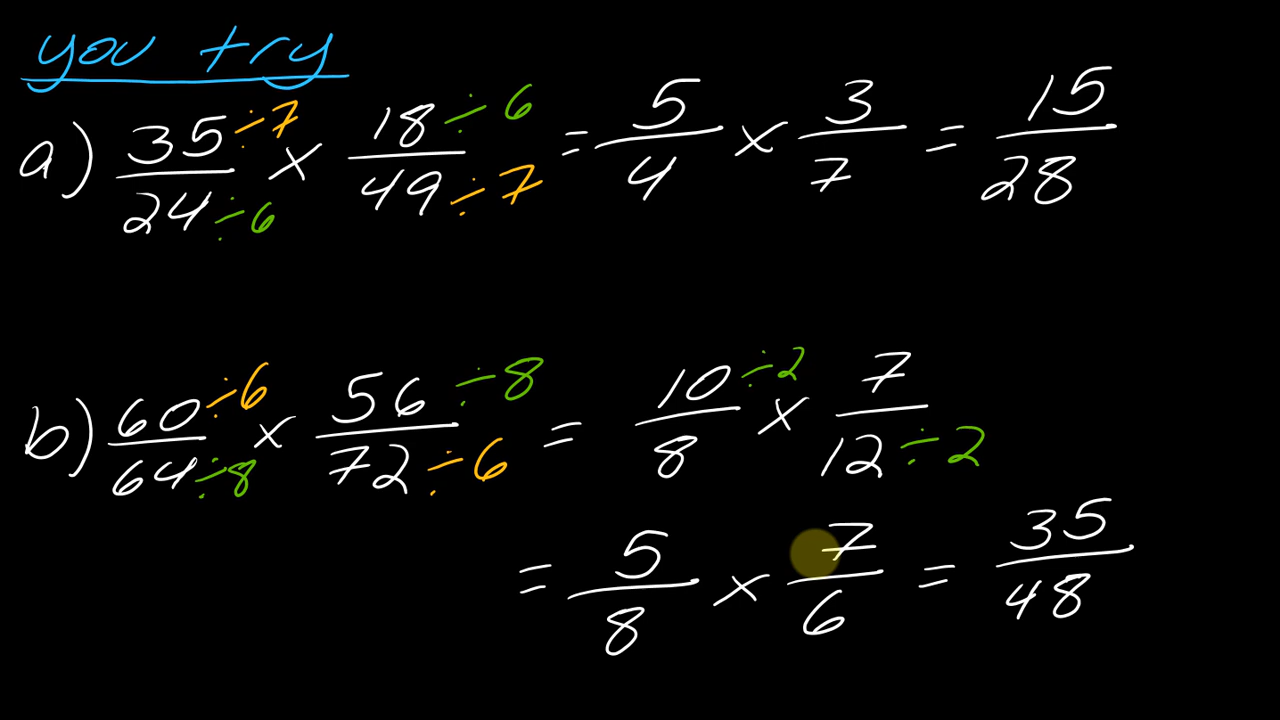 you try
a) 35/24 ÷7 ÷6 × 18/49 ÷6 ÷7 = 5/4 × 3/7 = 15/28
b) 60/64 ÷6 ÷8 × 56/72 ÷8 ÷6 = 10/8 ÷2 × 7/12 ÷2
= 5/8 × 7/6 = 35/48